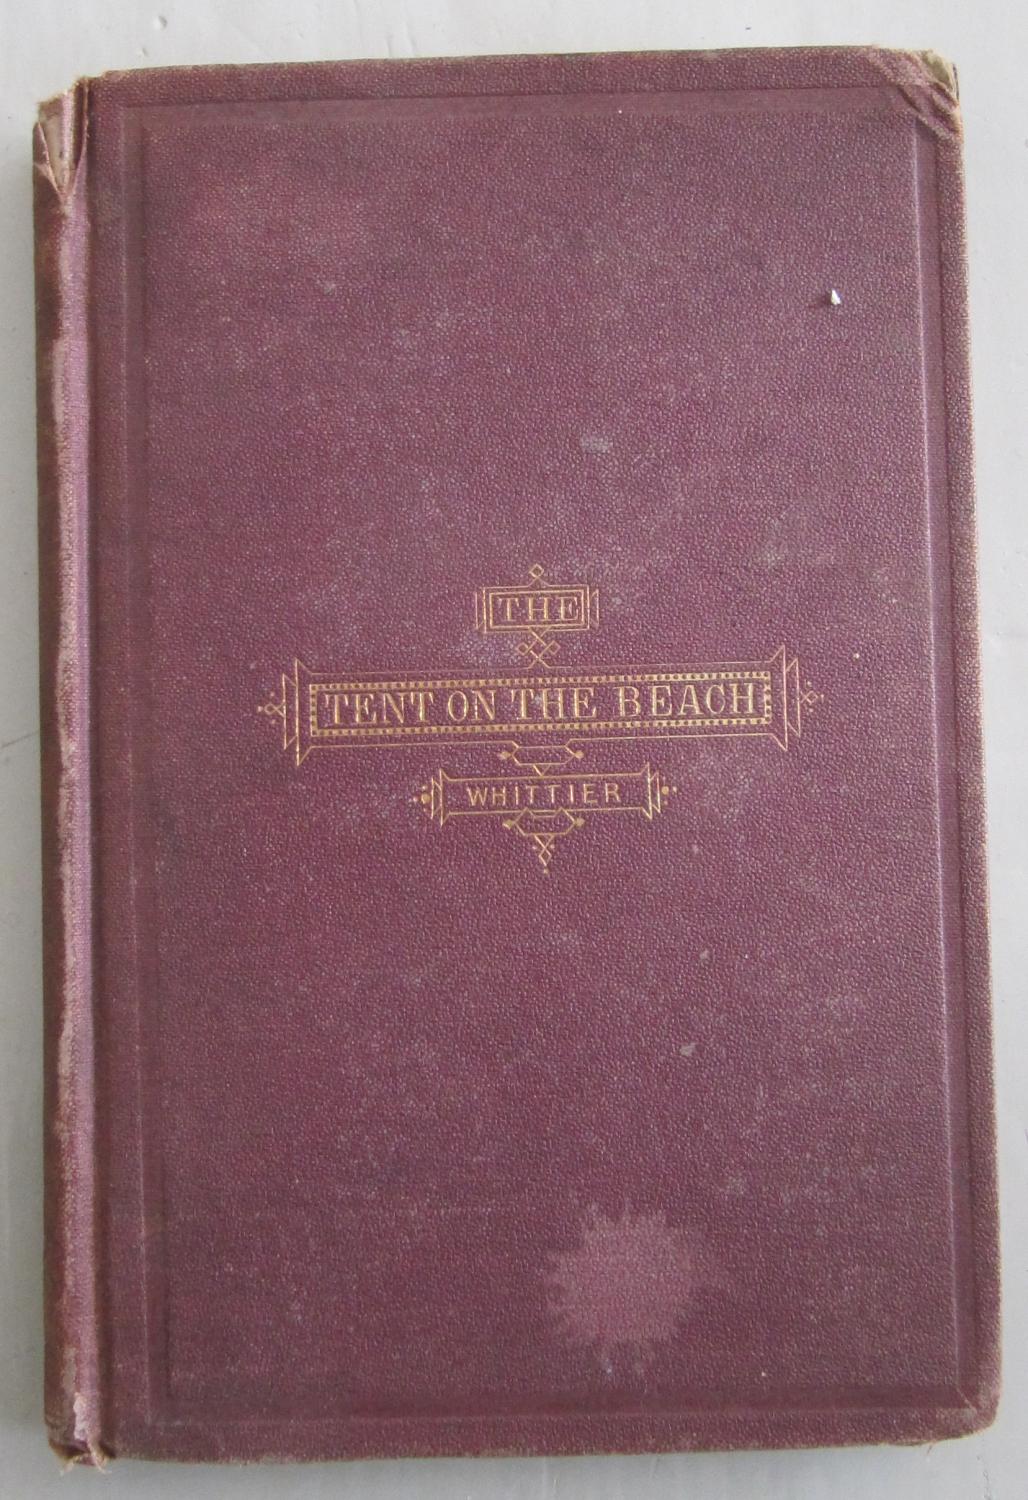 THE
TENT ON THE BEACH
WHITTIER